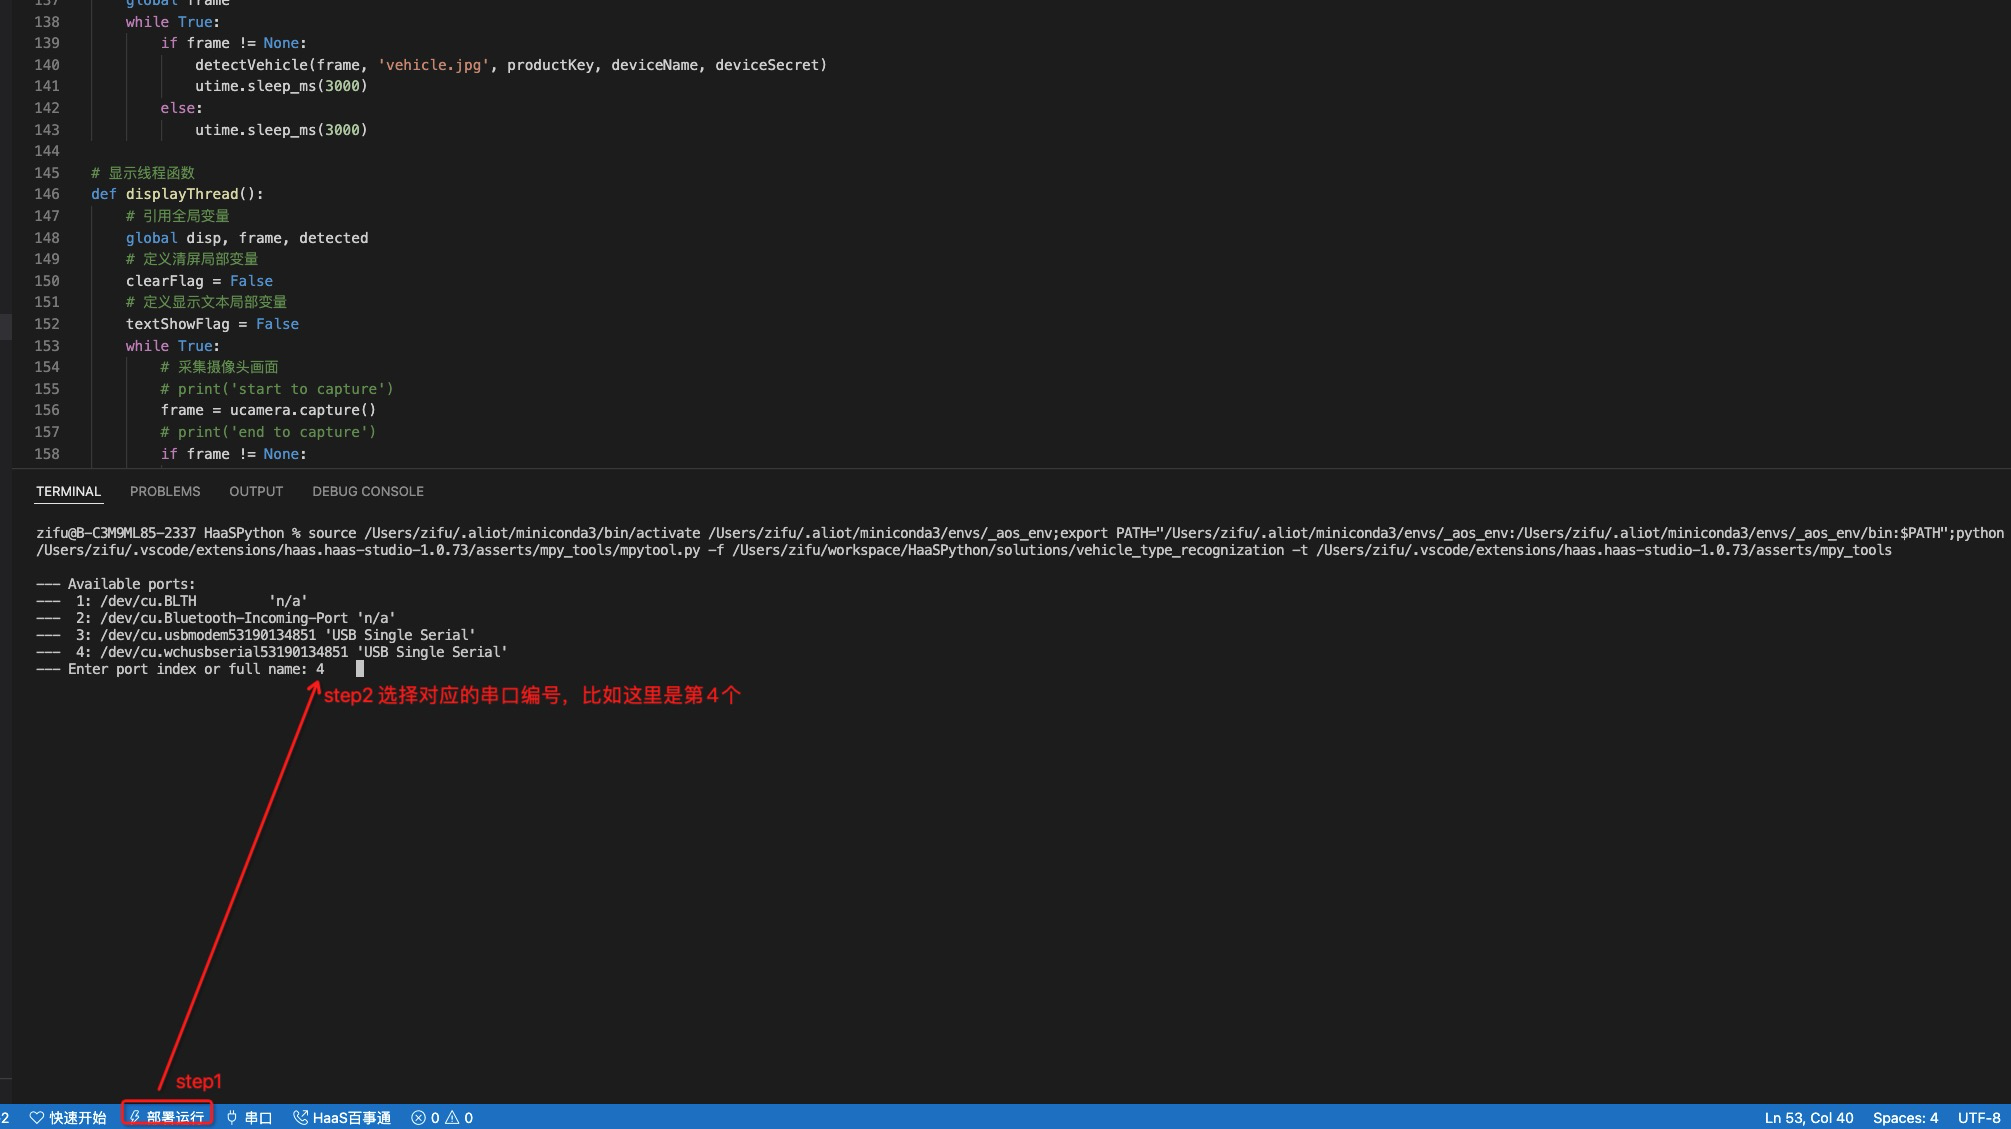 137 global frame
138 while True:
139 if frame != None:
140 detectVehicle(frame, 'vehicle.jpg', productKey, deviceName, deviceSecret)
141 utime.sleep_ms(3000)
142 else:
143 utime.sleep_ms(3000)
144
145 # 显示线程函数
146 def displayThread():
147 # 引用全局变量
148 global disp, frame, detected
149 # 定义清屏局部变量
150 clearFlag = False
151 # 定义显示文本局部变量
152 textShowFlag = False
153 while True:
154 # 采集摄像头画面
155 # print('start to capture')
156 frame = ucamera.capture()
157 # print('end to capture')
158 if frame != None:
TERMINAL PROBLEMS OUTPUT DEBUG CONSOLE
zifu@B-C3M9ML85-2337 HaaSPython % source /Users/zifu/.aliot/miniconda3/bin/activate /Users/zifu/.aliot/miniconda3/envs/_aos_env;export PATH="/Users/zifu/.aliot/miniconda3/envs/_aos_env:/Users/zifu/.aliot/miniconda3/envs/_aos_env/bin:$PATH";python
/Users/zifu/.vscode/extensions/haas.haas-studio-1.0.73/asserts/mpy_tools/mpytool.py -f /Users/zifu/workspace/HaaSPython/solutions/vehicle_type_recognization -t /Users/zifu/.vscode/extensions/haas.haas-studio-1.0.73/asserts/mpy_tools
--- Available ports:
--- 1: /dev/cu.BLTH 'n/a'
--- 2: /dev/cu.Bluetooth-Incoming-Port 'n/a'
--- 3: /dev/cu.usbmodem53190134851 'USB Single Serial'
--- 4: /dev/cu.wchusbserial53190134851 'USB Single Serial'
--- Enter port index or full name: 4
step2 选择对应的串口编号，比如这里是第4个
step1
2 快速开始 部署运行 串口 HaaS百事通 0 0 Ln 53, Col 40 Spaces: 4 UTF-8